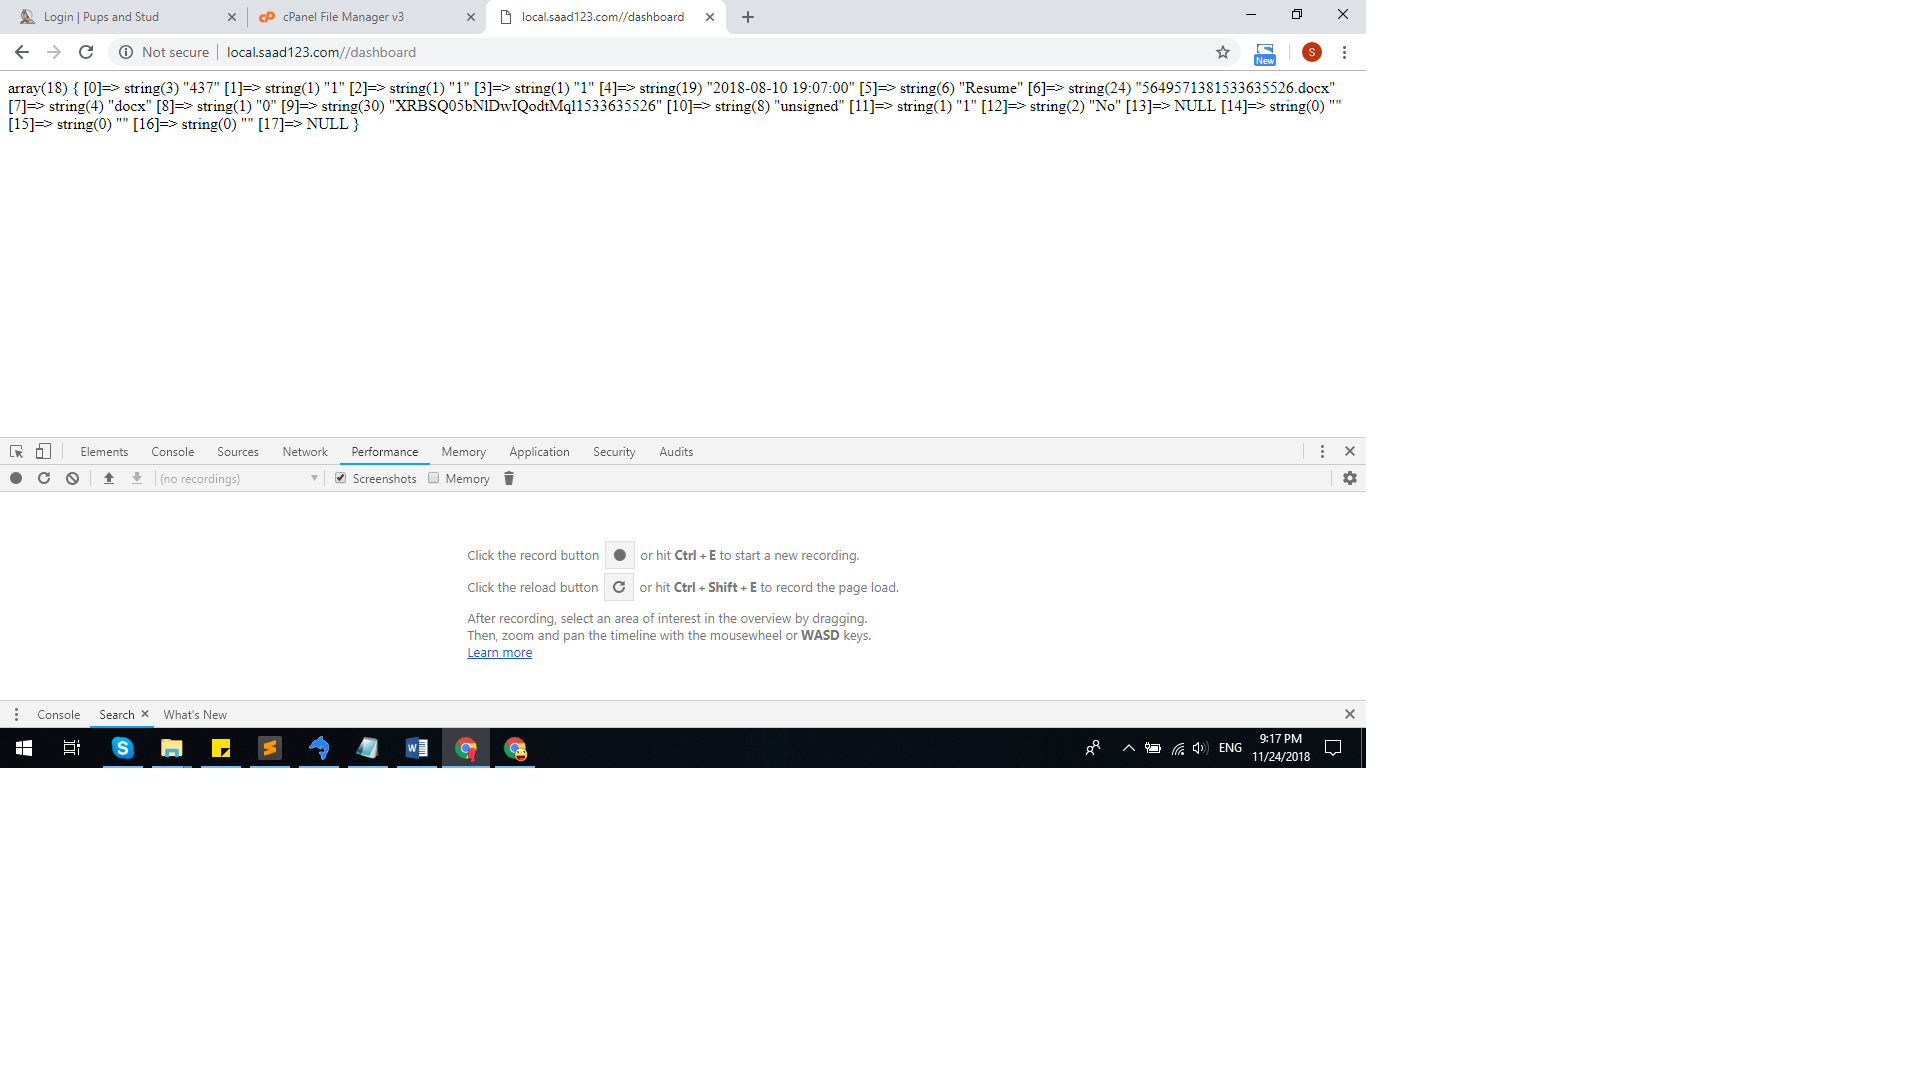 Login | Pups and Stud
cPanel File Manager v3
local.saad123.com//dashboard
Not secure
local.saad123.com//dashboard
New
S
array(18) { [0]=> string(3) "437" [1]=> string(1) "1" [2]=> string(1) "1" [3]=> string(1) "1" [4]=> string(19) "2018-08-10 19:07:00" [5]=> string(6) "Resume" [6]=> string(24) "5649571381533635526.docx"
[7]=> string(4) "docx" [8]=> string(1) "0" [9]=> string(30) "XRBSQ05bNlDwIQodtMql1533635526" [10]=> string(8) "unsigned" [11]=> string(1) "1" [12]=> string(2) "No" [13]=> NULL [14]=> string(0) ""
[15]=> string(0) "" [16]=> string(0) "" [17]=> NULL }
Elements Console Sources Network Performance Memory Application Security Audits
(no recordings) Screenshots Memory
Click the record button or hit Ctrl + E to start a new recording.
Click the reload button or hit Ctrl + Shift + E to record the page load.
After recording, select an area of interest in the overview by dragging.
Then, zoom and pan the timeline with the mousewheel or WASD keys.
Learn more
Console Search What's New
ENG
9:17 PM
11/24/2018